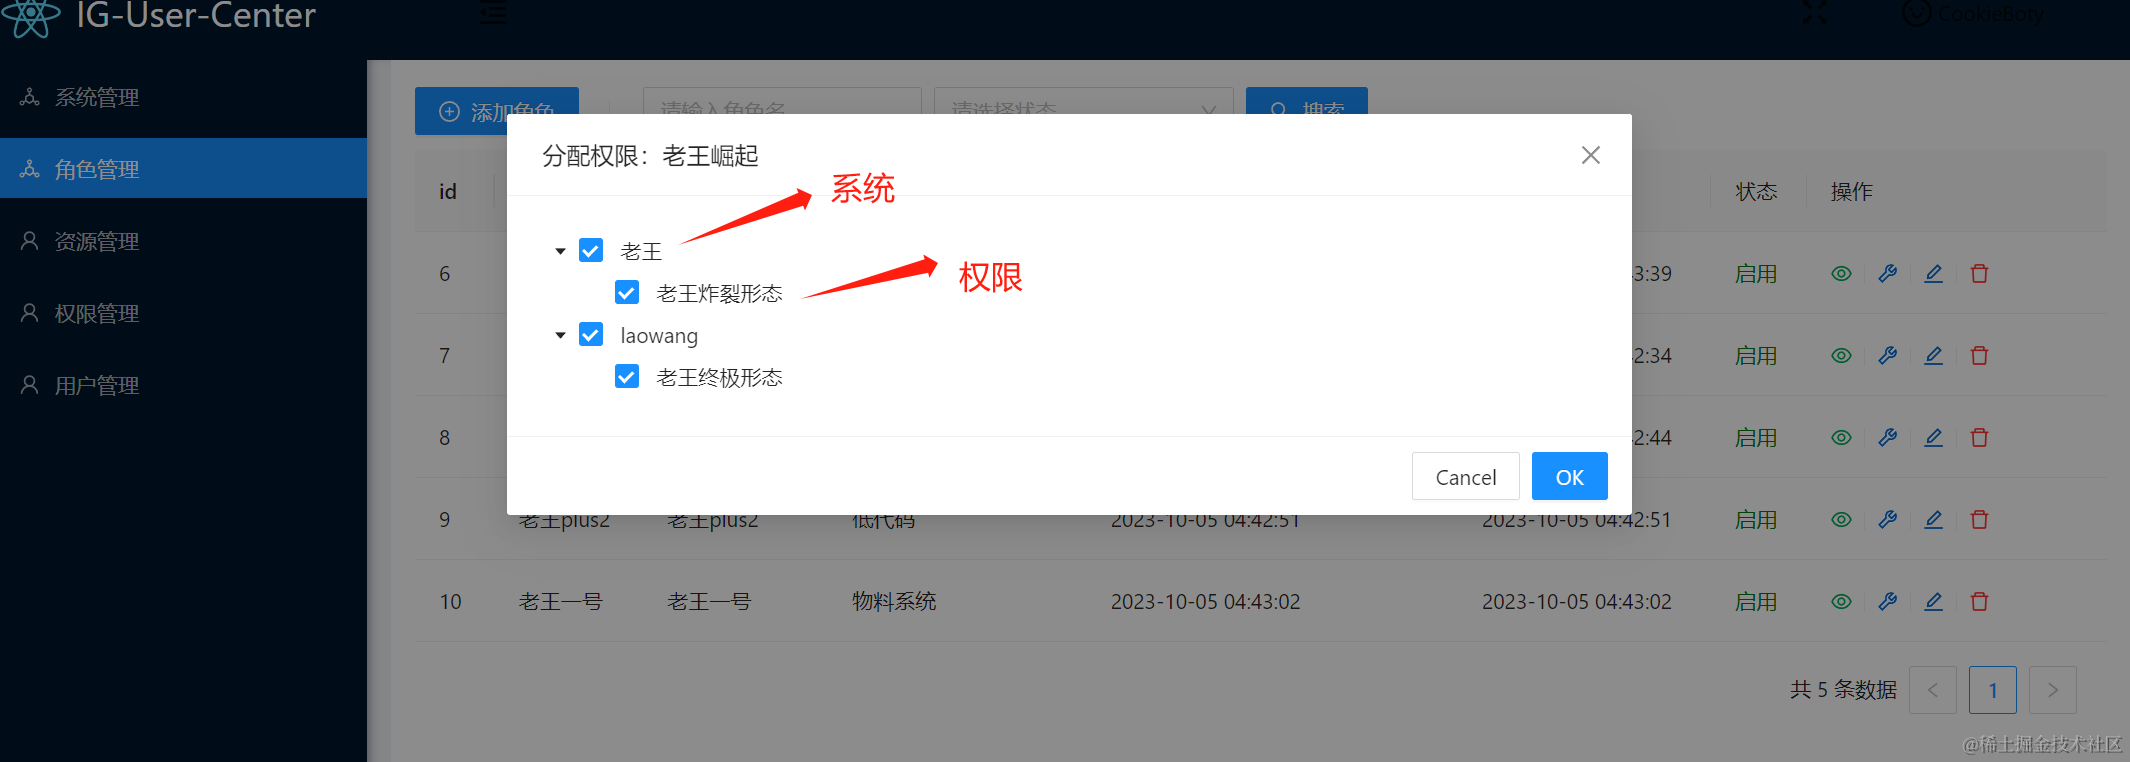 IG-User-Center
CookieBoty
系统管理
角色管理
资源管理
权限管理
用户管理
添加角色
请输入角色名
请选择状态
搜索
分配权限：老王崛起
系统
老王
权限
老王炸裂形态
laowang
老王终极形态
Cancel OK
id 状态 操作
6 3:39 启用
7 2:34 启用
8 2:44 启用
9 老王plus2 老王plus2 低代码 2023-10-05 04:42:51 2023-10-05 04:42:51 启用
10 老王一号 老王一号 物料系统 2023-10-05 04:43:02 2023-10-05 04:43:02 启用
共 5 条数据 1
@稀土掘金技术社区